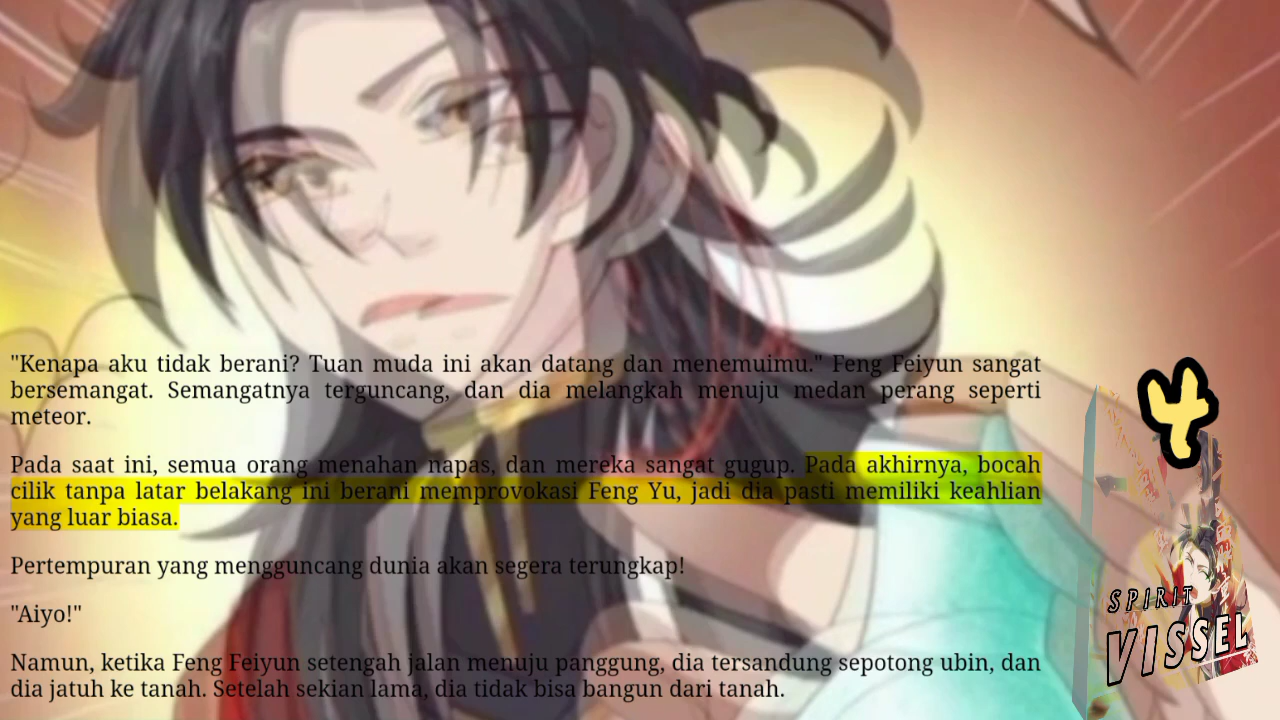 "Kenapa aku tidak berani? Tuan muda ini akan datang dan menemuimu." Feng Feiyun sangat
bersemangat. Semangatnya terguncang, dan dia melangkah menuju medan perang seperti
meteor.
Pada saat ini, semua orang menahan napas, dan mereka sangat gugup. Pada akhirnya, bocah
cilik tanpa latar belakang ini berani memprovokasi Feng Yu, jadi dia pasti memiliki keahlian
yang luar biasa.
Pertempuran yang mengguncang dunia akan segera terungkap!
"Aiyo!"
Namun, ketika Feng Feiyun setengah jalan menuju panggung, dia tersandung sepotong ubin, dan
dia jatuh ke tanah. Setelah sekian lama, dia tidak bisa bangun dari tanah.
4
SPIRIT
VISSEL